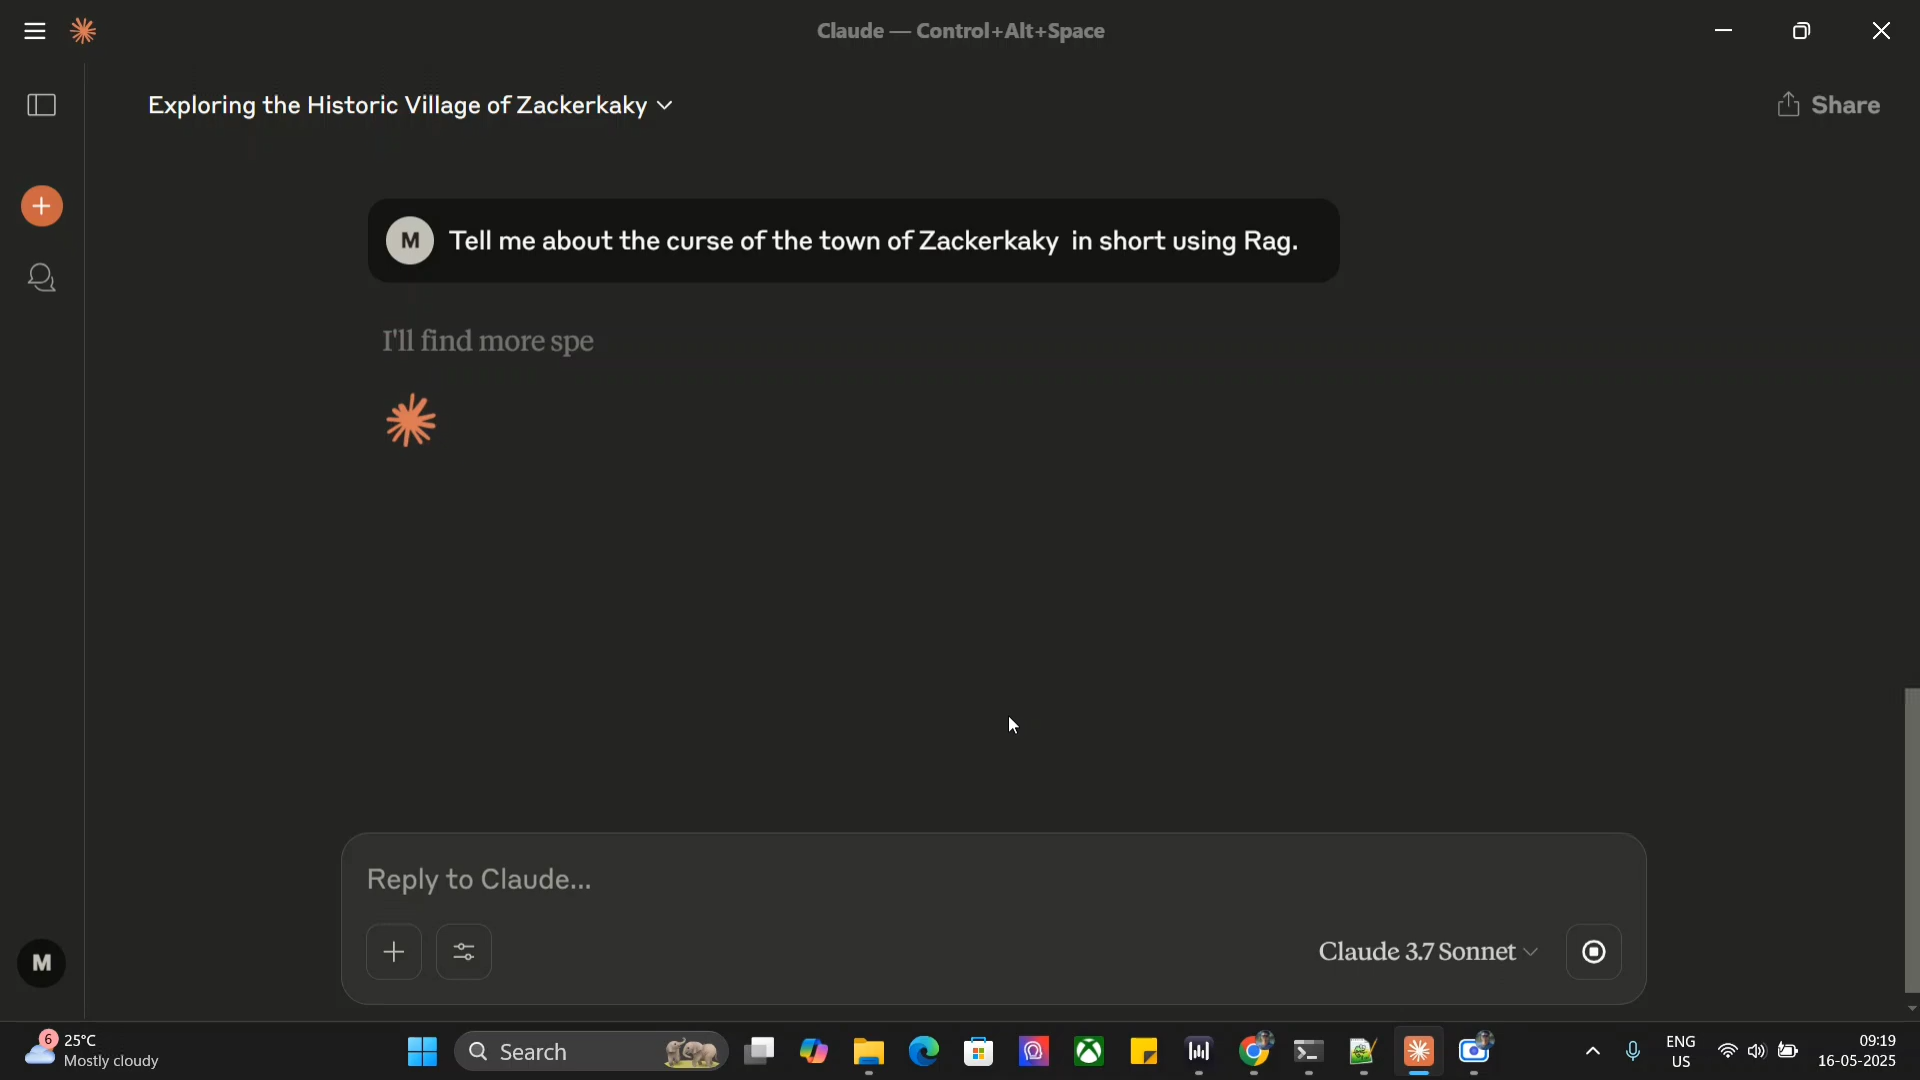 Claude — Control+Alt+Space
Exploring the Historic Village of Zackerkaky
Share
M
Tell me about the curse of the town of Zackerkaky in short using Rag.
I'll find more spe
Reply to Claude...
Claude 3.7 Sonnet
M
6
25°C
Mostly cloudy
Search
ENG
US
09:19
16-05-2025